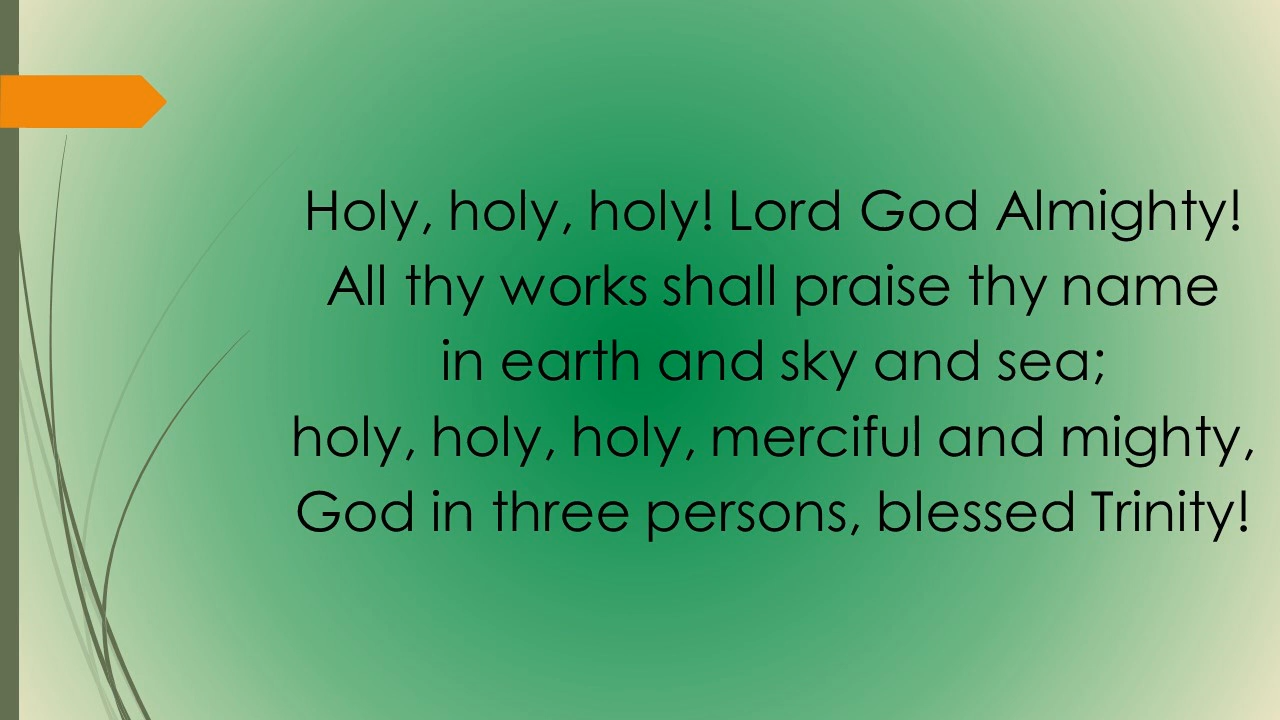 Holy, holy, holy! Lord God Almighty!
All thy works shall praise thy name
in earth and sky and sea;
holy, holy, holy, merciful and mighty,
God in three persons, blessed Trinity!